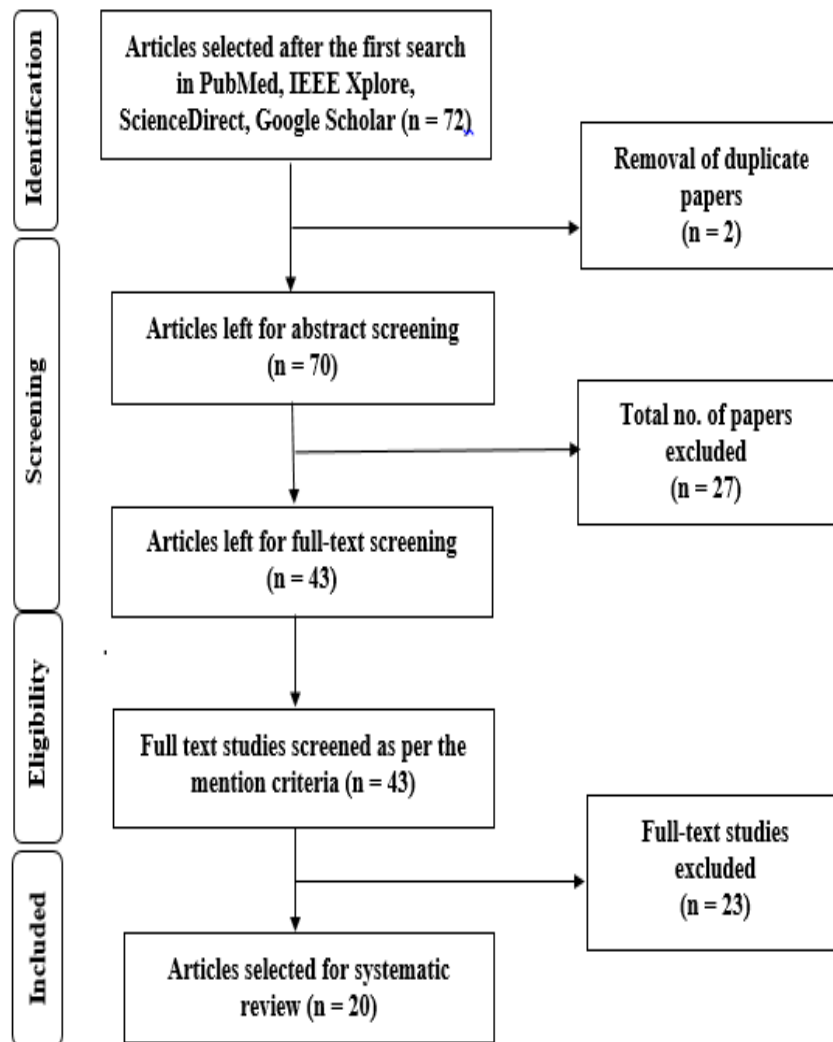 Identification
Articles selected after the first search
in PubMed, IEEE Xplore,
ScienceDirect, Google Scholar (n = 72)
Removal of duplicate
papers
(n = 2)
Screening
Articles left for abstract screening
(n = 70)
Total no. of papers
excluded
(n = 27)
Articles left for full-text screening
(n = 43)
Eligibility
Full text studies screened as per the
mention criteria (n = 43)
Full-text studies
excluded
(n = 23)
Included
Articles selected for systematic
review (n = 20)